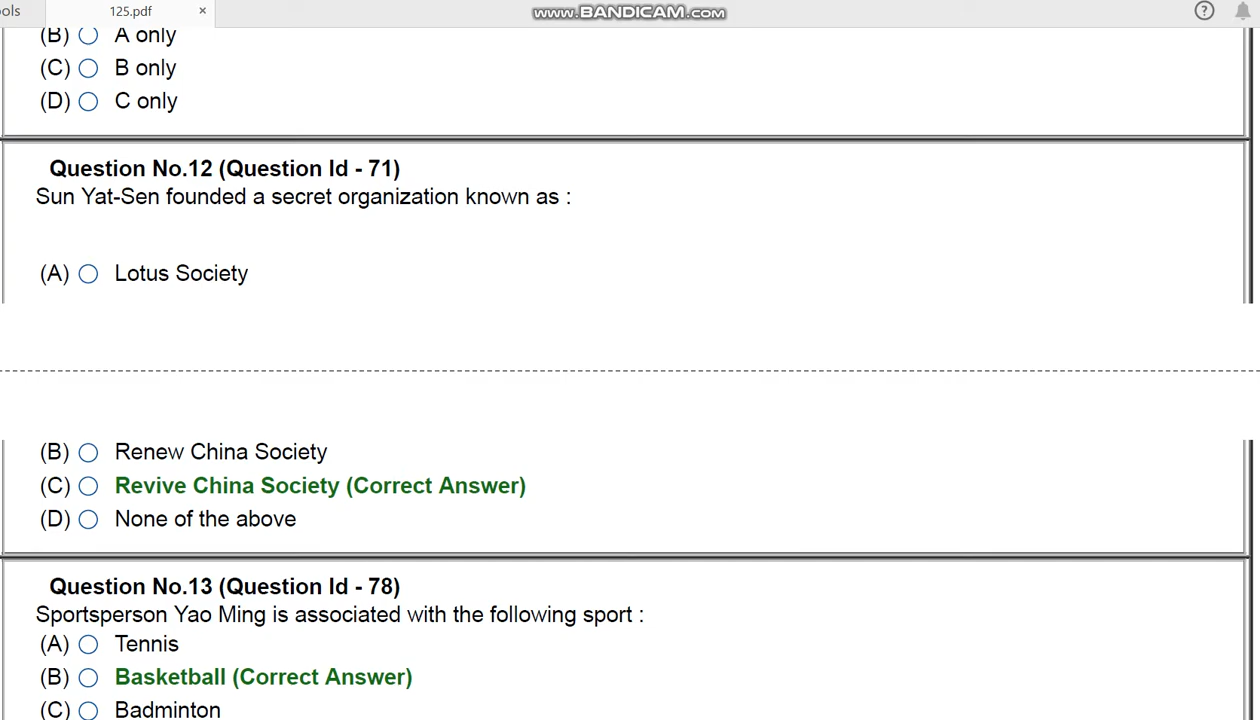 ols 125.pdf × www.BANDICAM.com ?
(B) A only
(C) B only
(D) C only
Question No.12 (Question Id - 71)
Sun Yat-Sen founded a secret organization known as :
(A) Lotus Society
(B) Renew China Society
(C) Revive China Society (Correct Answer)
(D) None of the above
Question No.13 (Question Id - 78)
Sportsperson Yao Ming is associated with the following sport :
(A) Tennis
(B) Basketball (Correct Answer)
(C) Badminton